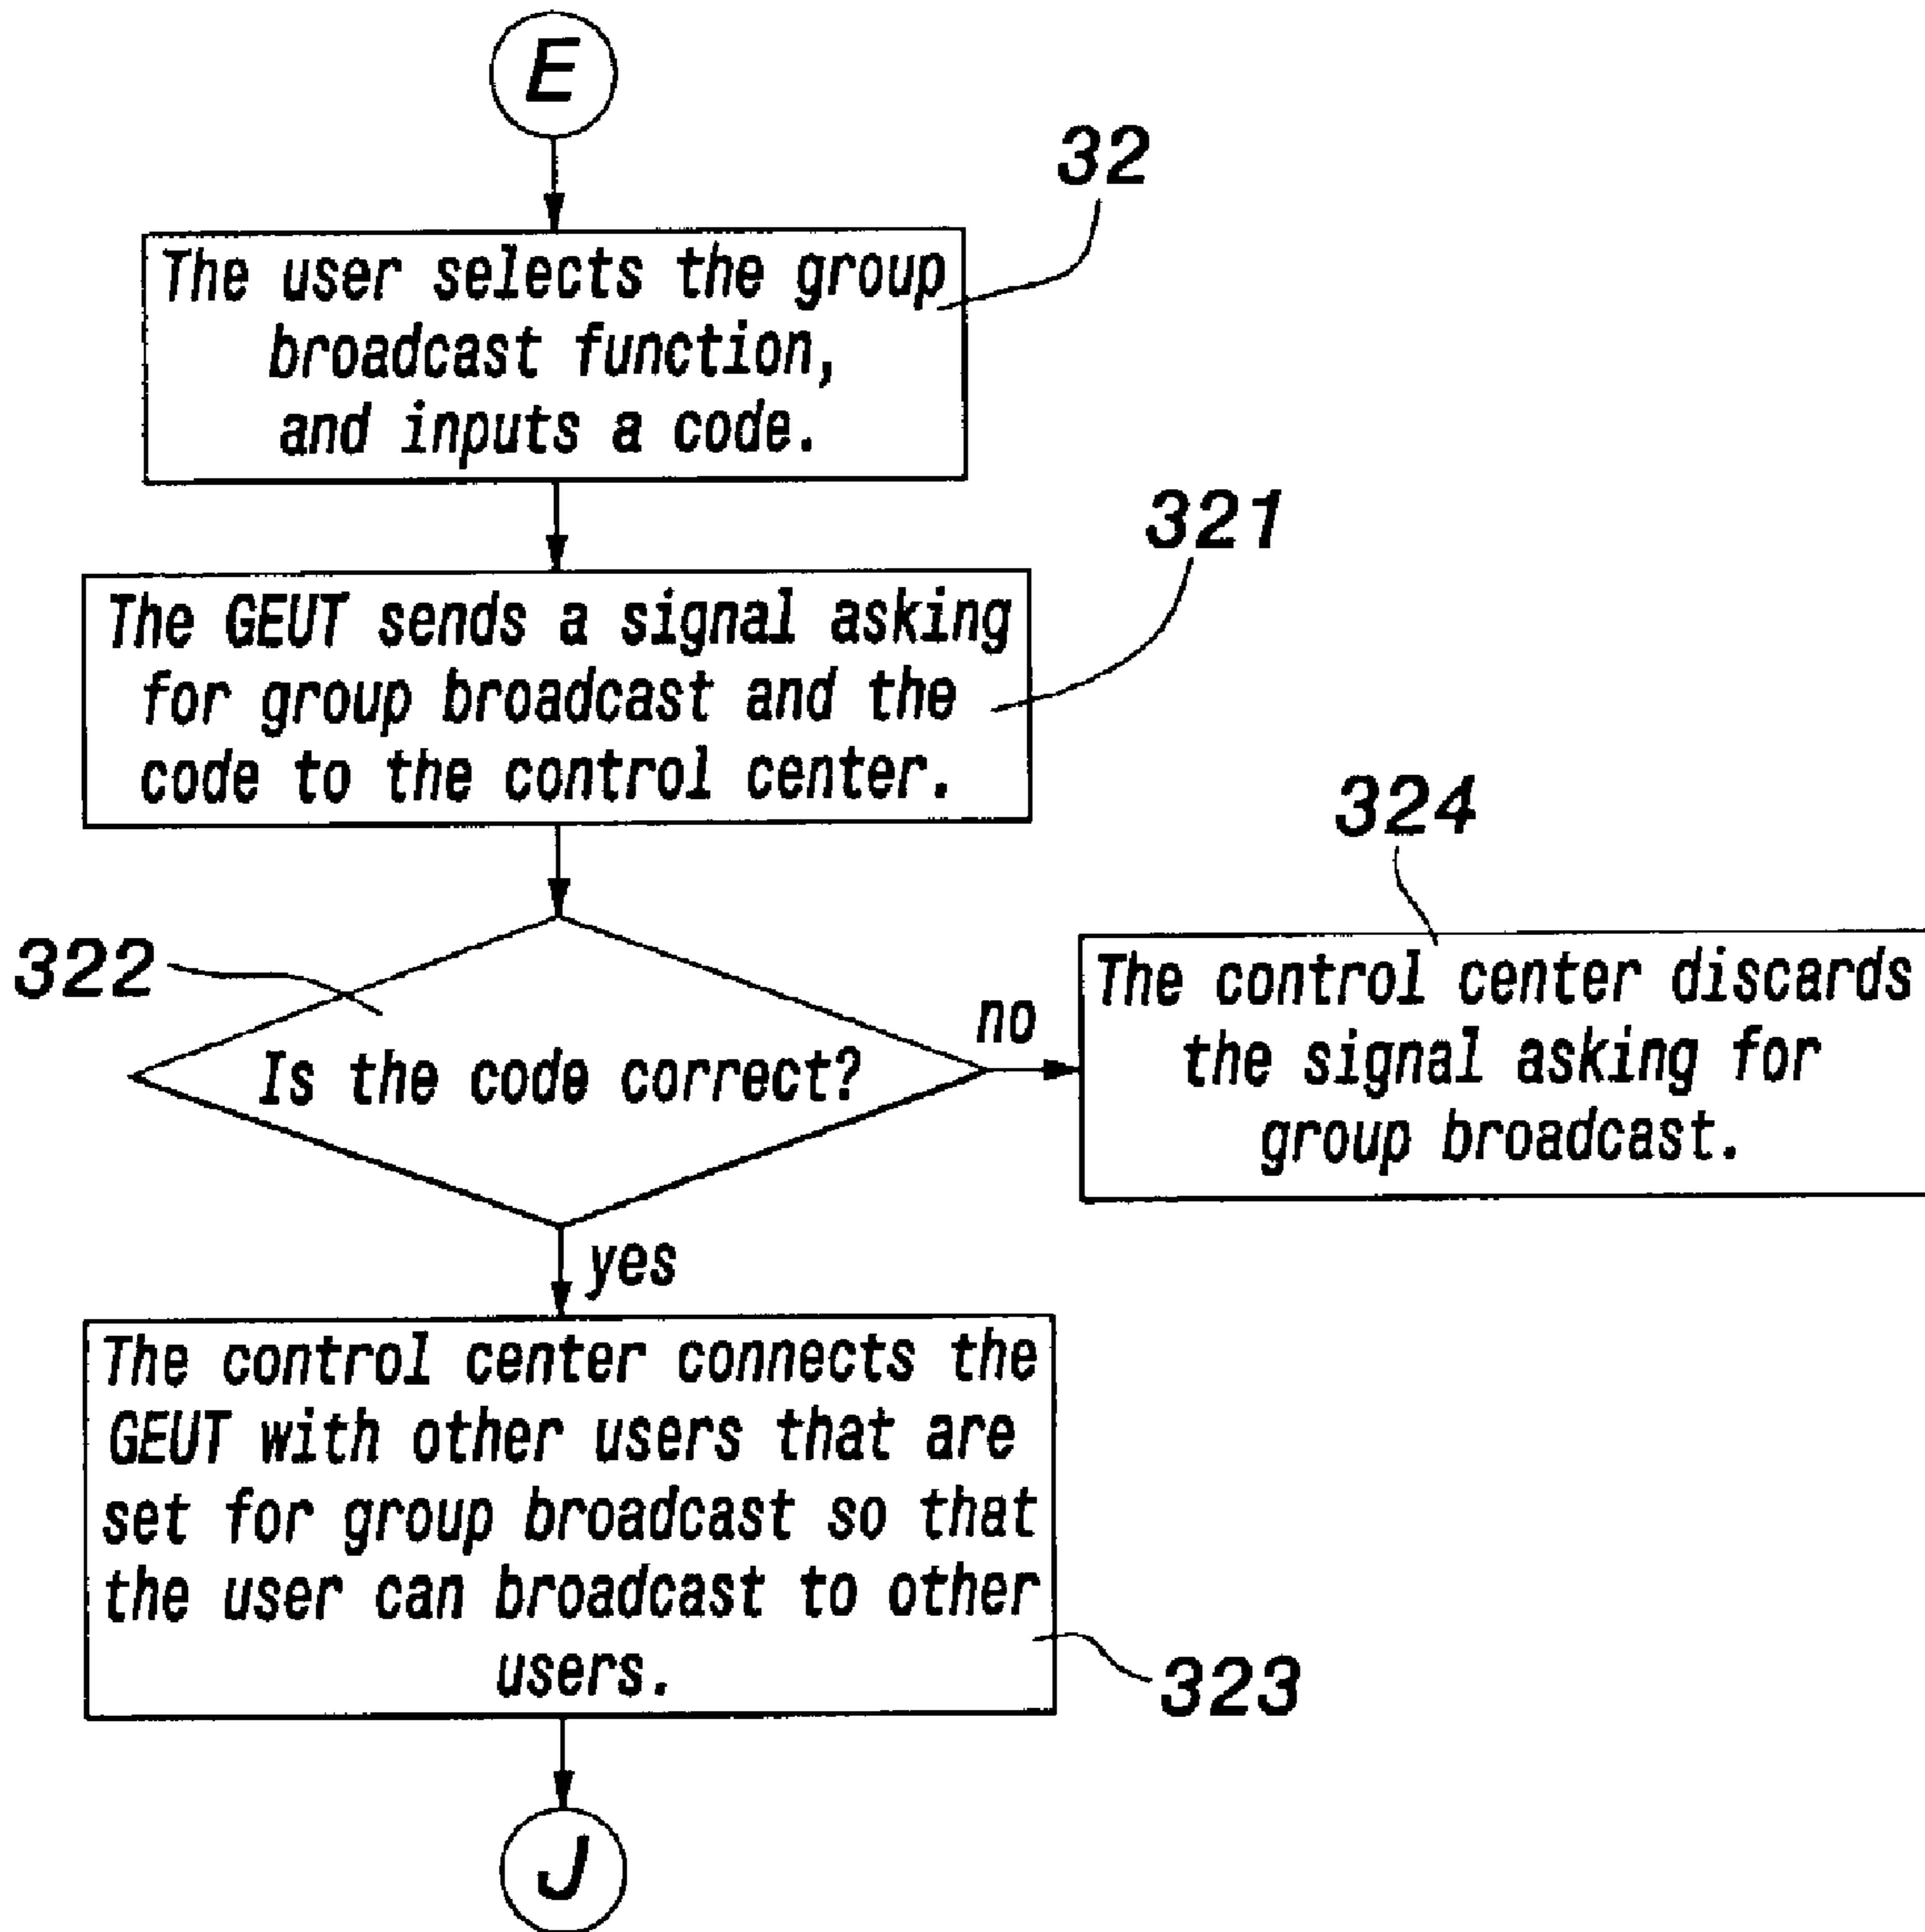 E
32
The user selects the group
broadcast function,
and inputs a code.
321
The GEUT sends a signal asking
for group broadcast and the
code to the control center.
324
322
Is the code correct?
no
The control center discards
the signal asking for
group broadcast.
yes
The control center connects the
GEUT with other users that are
set for group broadcast so that
the user can broadcast to other
users.
323
J